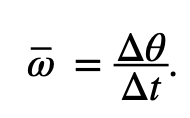 ω̅ = Δθ/Δt.